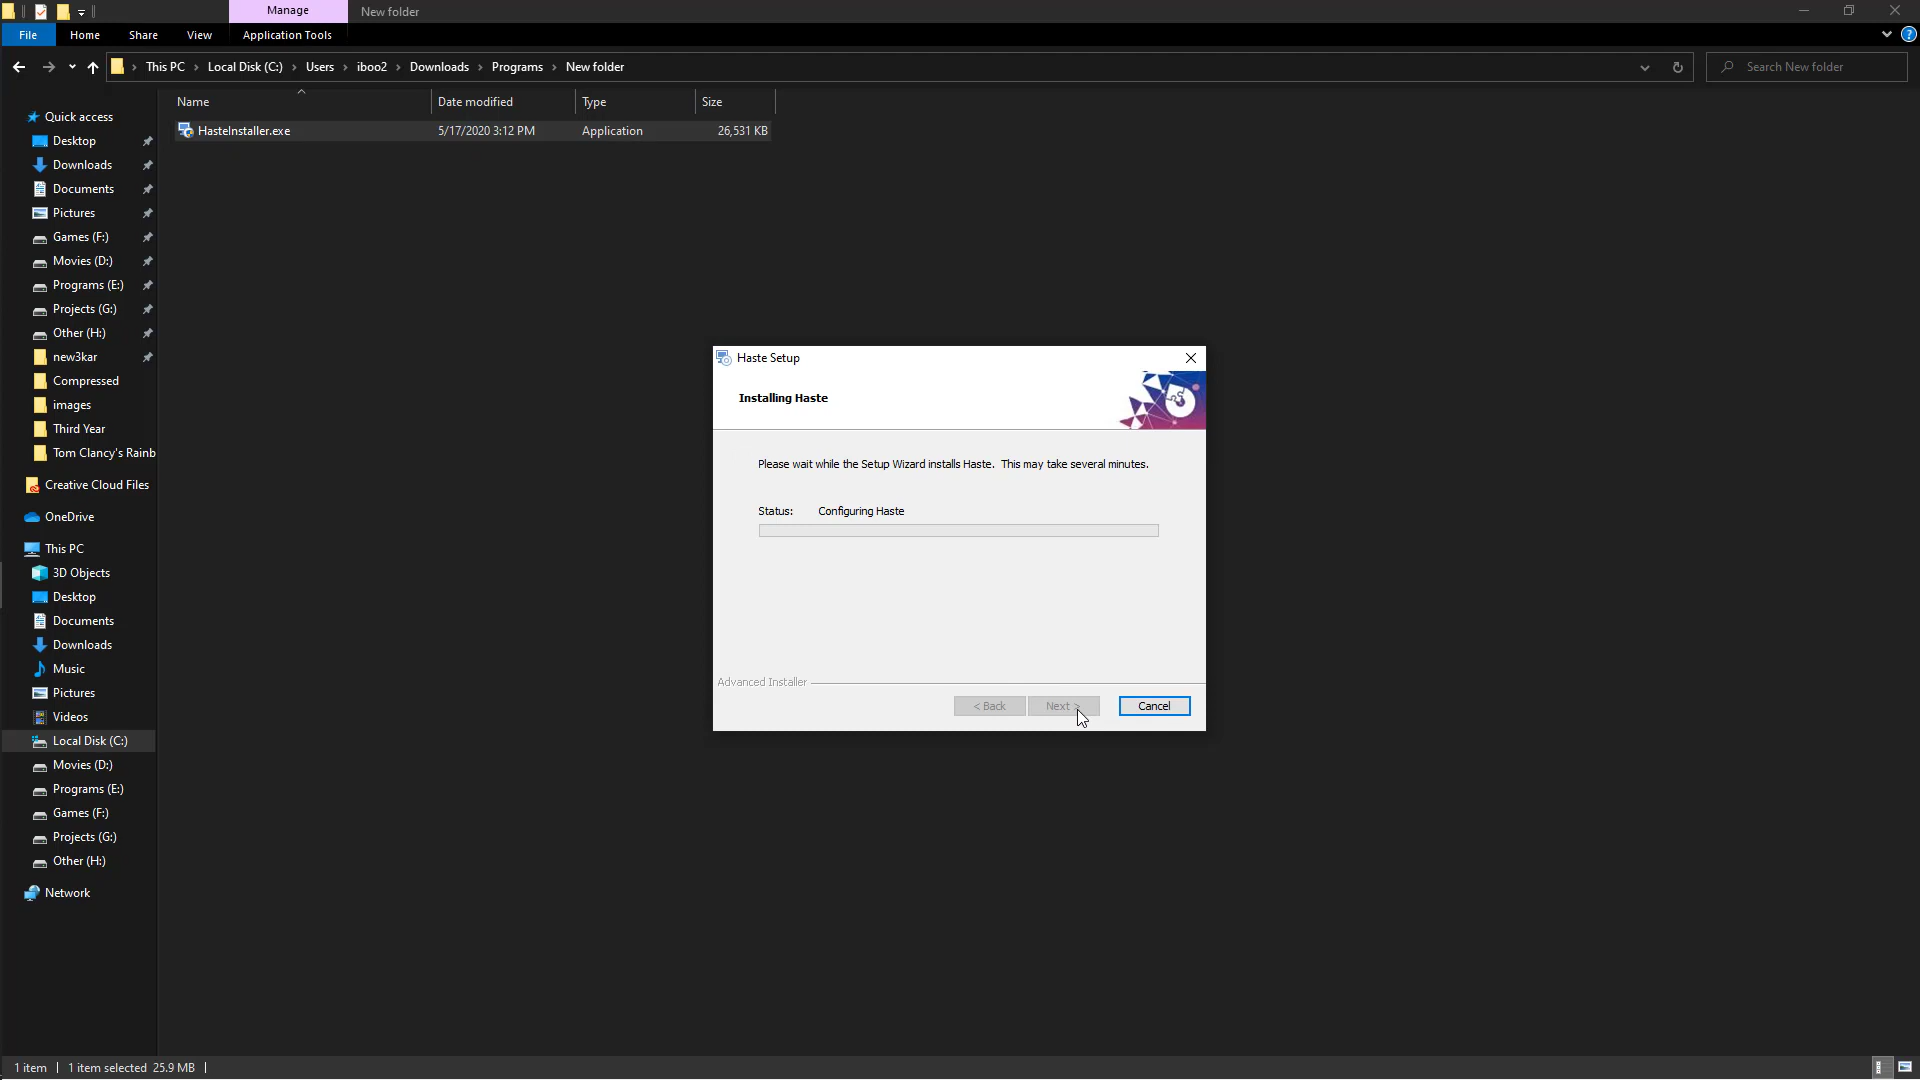 Manage
New folder
File
Home
Share
View
Application Tools
This PC
Local Disk (C:)
Users
iboo2
Downloads
Programs
New folder
Search New folder
Name
Date modified
Type
Size
HasteInstaller.exe
5/17/2020 3:12 PM
Application
26,531 KB
Quick access
Desktop
Downloads
Documents
Pictures
Games (F:)
Movies (D:)
Programs (E:)
Projects (G:)
Other (H:)
new3kar
Compressed
images
Third Year
Tom Clancy's Rainb
Creative Cloud Files
OneDrive
This PC
3D Objects
Desktop
Documents
Downloads
Music
Pictures
Videos
Local Disk (C:)
Movies (D:)
Programs (E:)
Games (F:)
Projects (G:)
Other (H:)
Network
Haste Setup
Installing Haste
Please wait while the Setup Wizard installs Haste. This may take several minutes.
Status: Configuring Haste
Advanced Installer
< Back
Next >
Cancel
1 item
1 item selected 25.9 MB